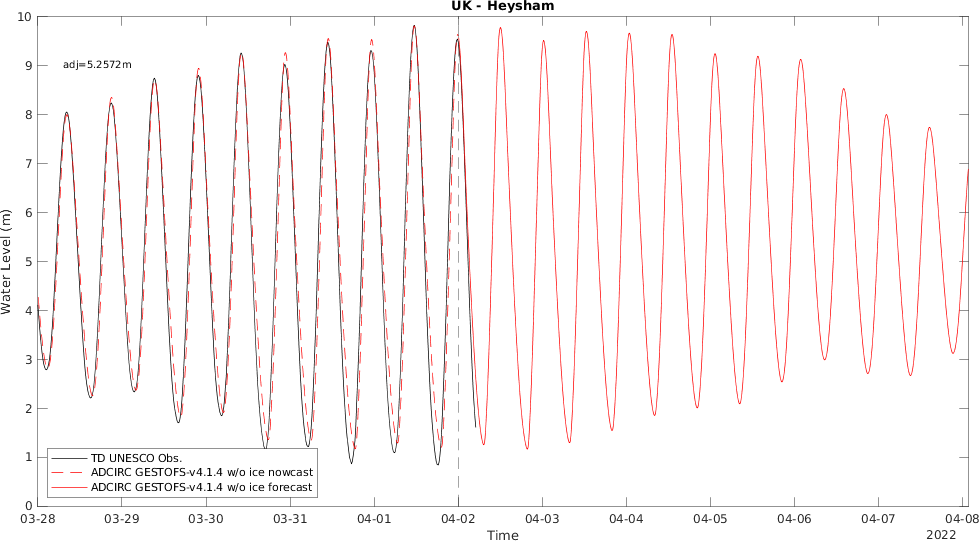 UK - Heysham
10
9
8
7
6
5
4
3
2
1
0
Water Level (m)
adj=5.2572m
TD UNESCO Obs.
ADCIRC GESTOFS-v4.1.4 w/o ice nowcast
ADCIRC GESTOFS-v4.1.4 w/o ice forecast
03-28 03-29 03-30 03-31 04-01 04-02 04-03 04-04 04-05 04-06 04-07 04-08
Time
2022